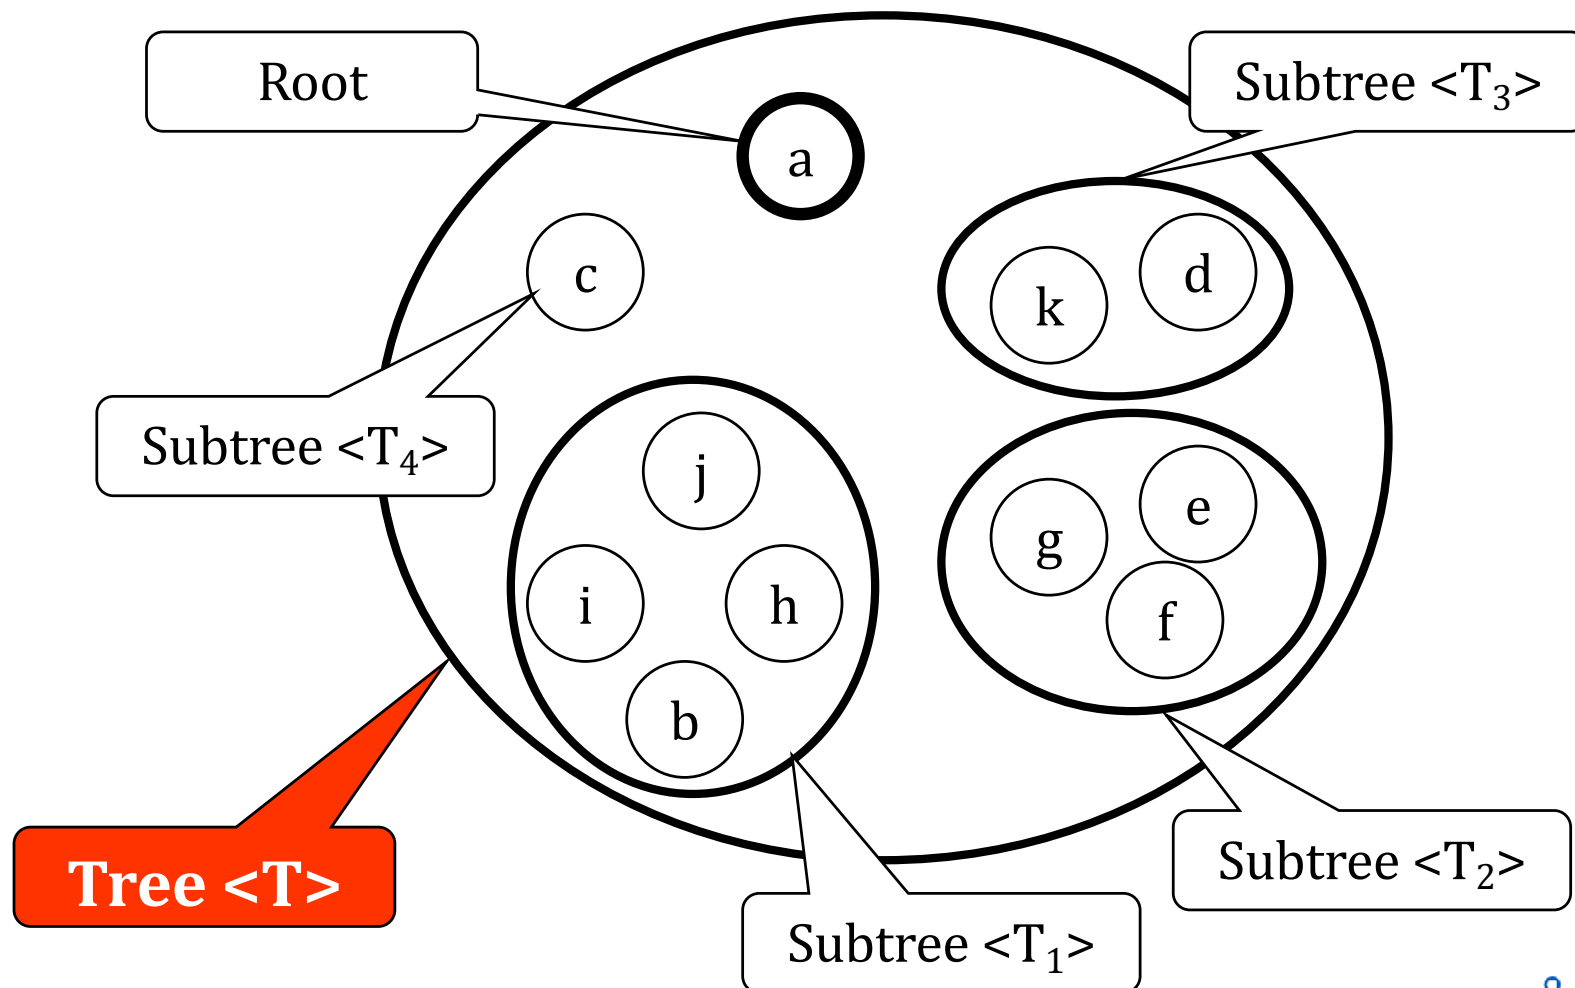 Root
Subtree <T₃>
a
c
k
d
Subtree <T₄>
j
g
e
i
h
f
b
Tree <T>
Subtree <T₂>
Subtree <T₁>